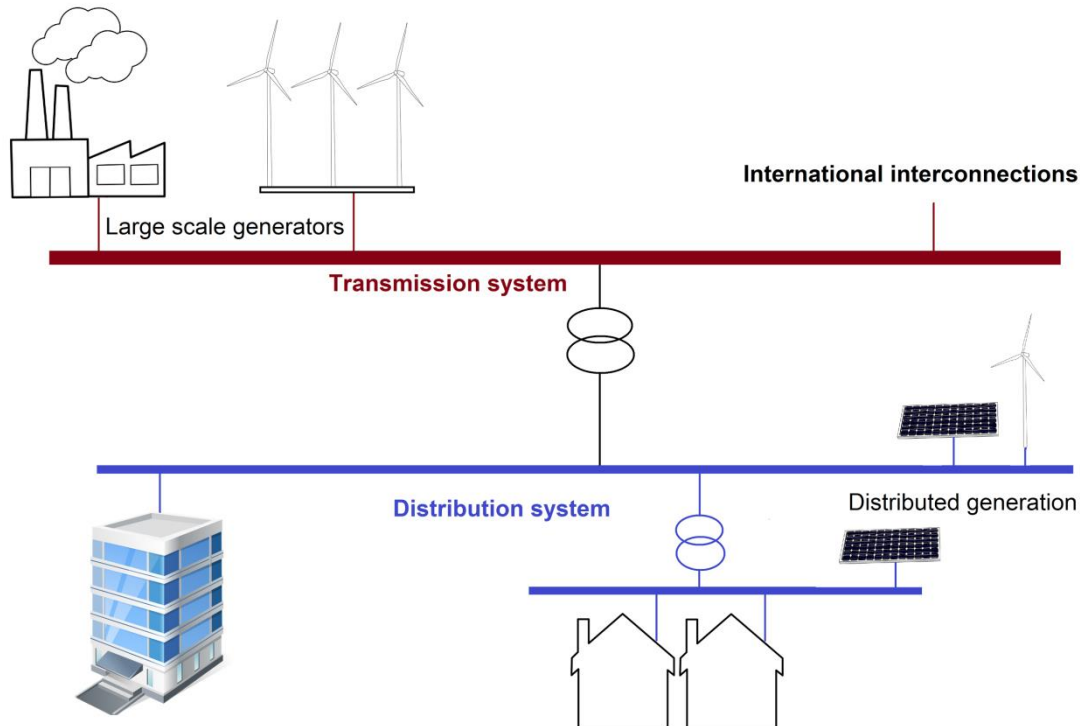 International interconnections
Large scale generators
Transmission system
Distribution system
Distributed generation